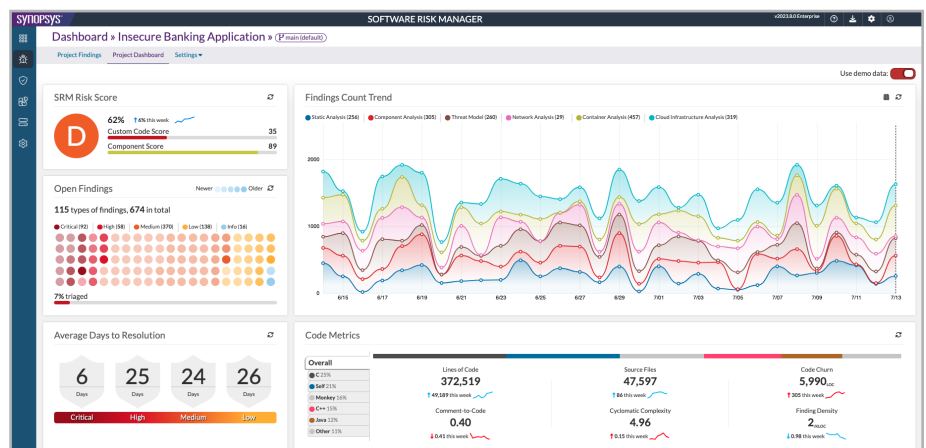 SYNOPSYS®
SOFTWARE RISK MANAGER
v2023.8.0 Enterprise
Dashboard » Insecure Banking Application » ( main (default))
Project Findings Project Dashboard Settings
Use demo data:
SRM Risk Score
D
62% ↑ 6% this week
Custom Code Score 35
Component Score 89
Open Findings
Newer Older
115 types of findings, 674 in total
Critical (92) High (58) Medium (370) Low (138) Info (16)
7% triaged
Findings Count Trend
Static Analysis (256) Component Analysis (305) Threat Model (260) Network Analysis (29) Container Analysis (457) Cloud Infrastructure Analysis (319)
2000
1000
0
6/15 6/17 6/19 6/21 6/23 6/25 6/27 6/29 7/01 7/03 7/05 7/07 7/09 7/11 7/13
Average Days to Resolution
6 25 24 26
Days Days Days Days
Critical High Medium Low
Code Metrics
Overall
C 25%
Self 21%
Monkey 16%
C++ 15%
Java 12%
Other 11%
Lines of Code
372,519
↑ 49,189 this week
Source Files
47,597
↑ 86 this week
Code Churn
5,990 LOC
↑ 305 this week
Comment-to-Code
0.40
↓ 0.41 this week
Cyclomatic Complexity
4.96
↑ 0.15 this week
Finding Density
2 /KLOC
↓ 0.98 this week